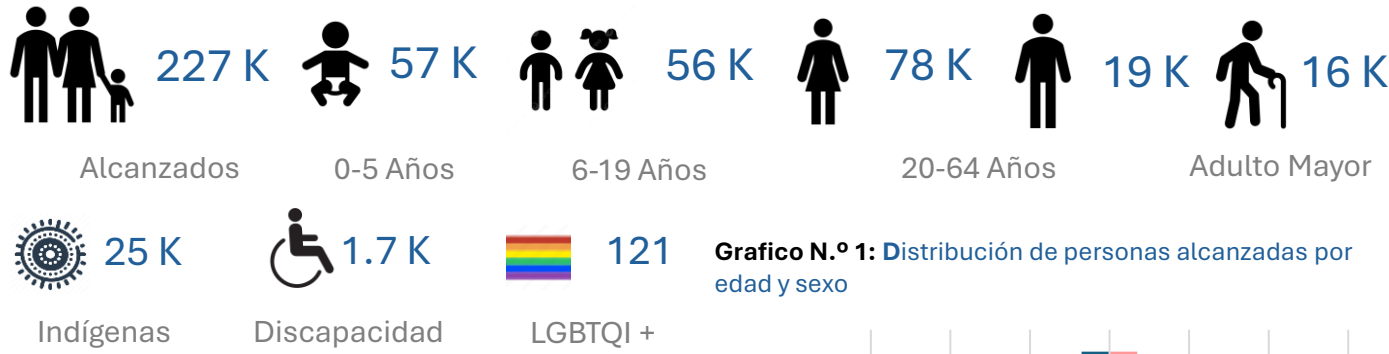 227 K
57 K
56 K
78 K
19 K
16 K
Alcanzados
0-5 Años
6-19 Años
20-64 Años
Adulto Mayor
25 K
1.7 K
121
Indígenas
Discapacidad
LGBTQI +
Grafico N.º 1: Distribución de personas alcanzadas por
edad y sexo